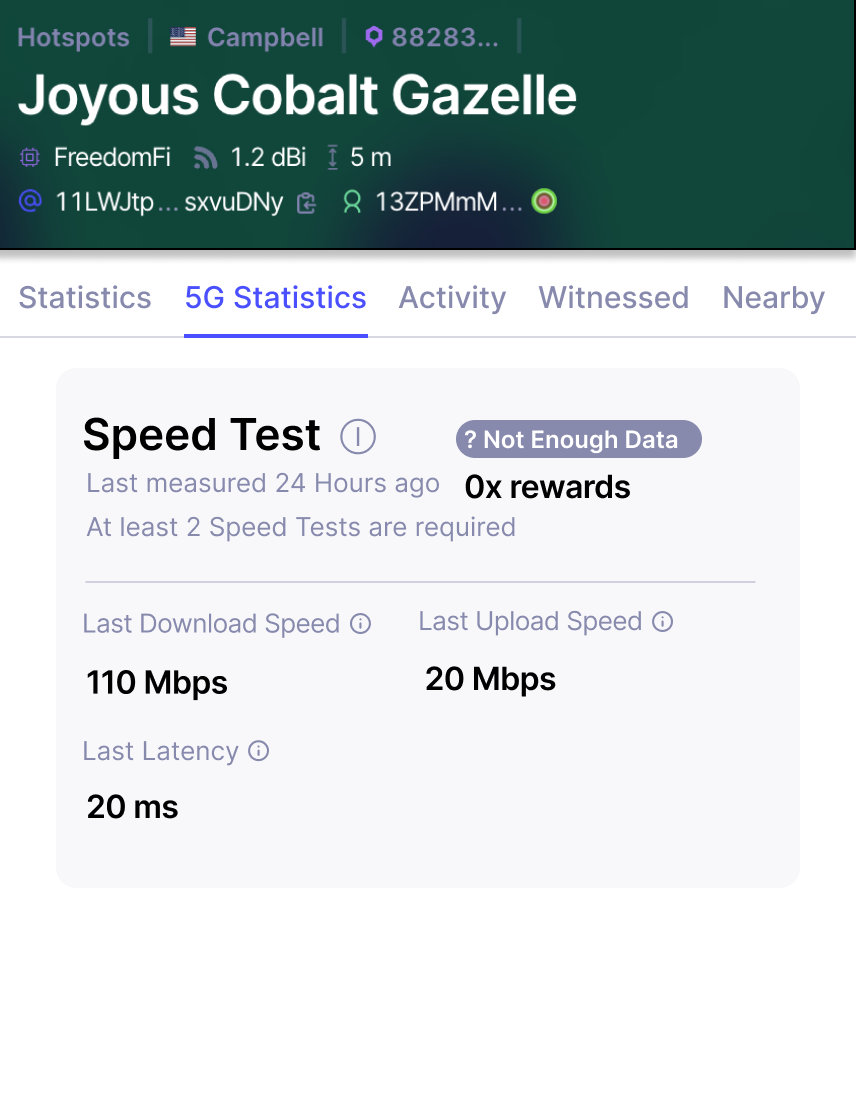 Hotspots Campbell 88283...
Joyous Cobalt Gazelle
FreedomFi 1.2 dBi 5 m
@ 11LWJtp... sxvuDNy 13ZPMmM...
Statistics 5G Statistics Activity Witnessed Nearby
Speed Test ? Not Enough Data
Last measured 24 Hours ago 0x rewards
At least 2 Speed Tests are required
Last Download Speed Last Upload Speed
110 Mbps 20 Mbps
Last Latency
20 ms